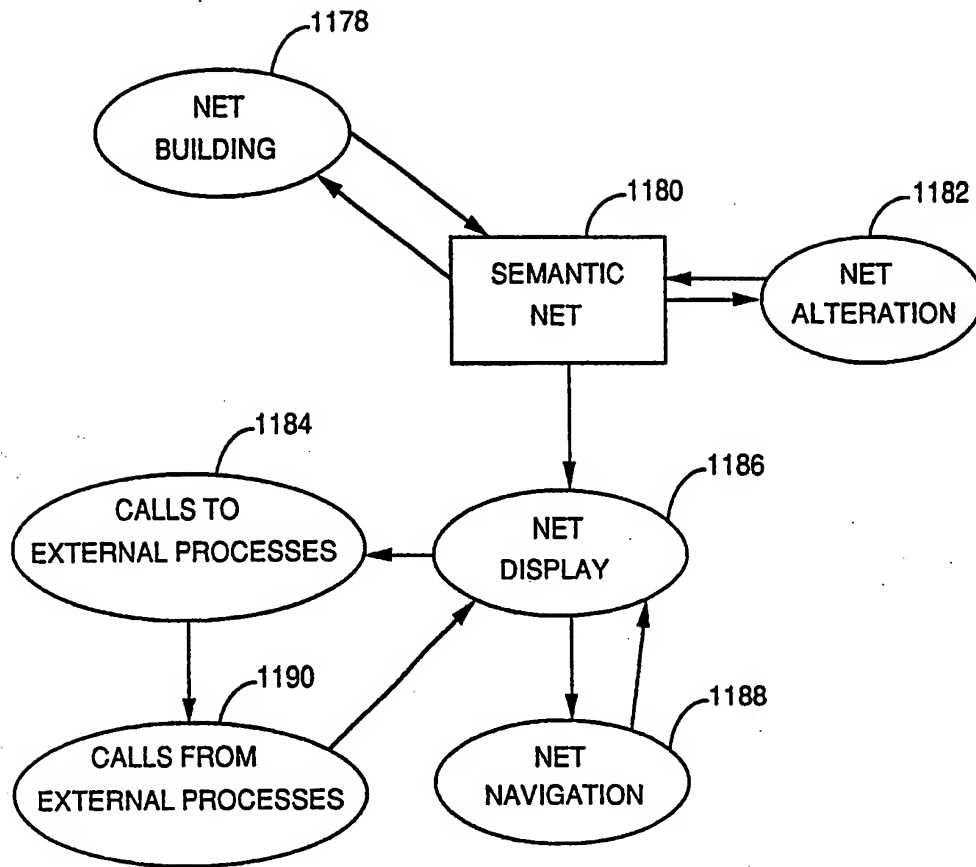 1178
NET
BUILDING
1180
SEMANTIC
NET
1182
NET
ALTERATION
1184
CALLS TO
EXTERNAL PROCESSES
1186
NET
DISPLAY
1190
CALLS FROM
EXTERNAL PROCESSES
1188
NET
NAVIGATION